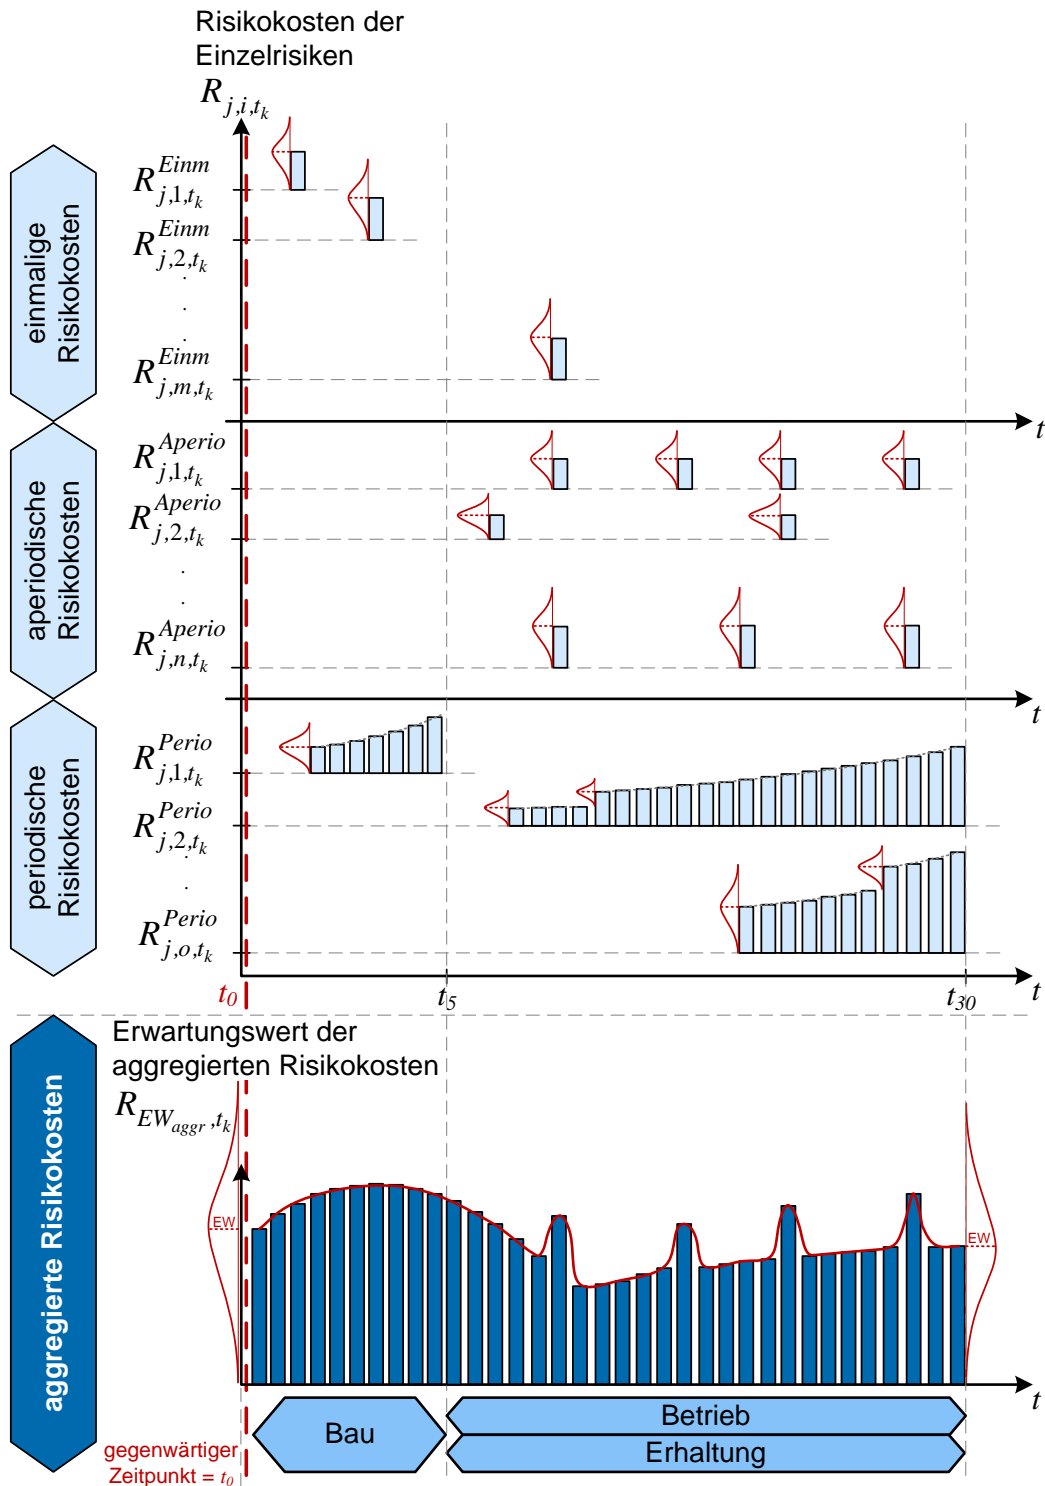 Risikokosten der
Einzelrisiken
R j,i,t_k
einmalige
Risikokosten
R^{Einm}_{j,1,t_k}
R^{Einm}_{j,2,t_k}
R^{Einm}_{j,m,t_k}
t
aperiodische
Risikokosten
R^{Aperio}_{j,1,t_k}
R^{Aperio}_{j,2,t_k}
R^{Aperio}_{j,n,t_k}
t
periodische
Risikokosten
R^{Perio}_{j,1,t_k}
R^{Perio}_{j,2,t_k}
R^{Perio}_{j,o,t_k}
t_0 t_5 t_30 t
aggregierte Risikokosten
Erwartungswert der
aggregierten Risikokosten
R_{EW_{aggr},t_k}
EW
EW
t
Bau
Betrieb
Erhaltung
gegenwärtiger
Zeitpunkt = t_0